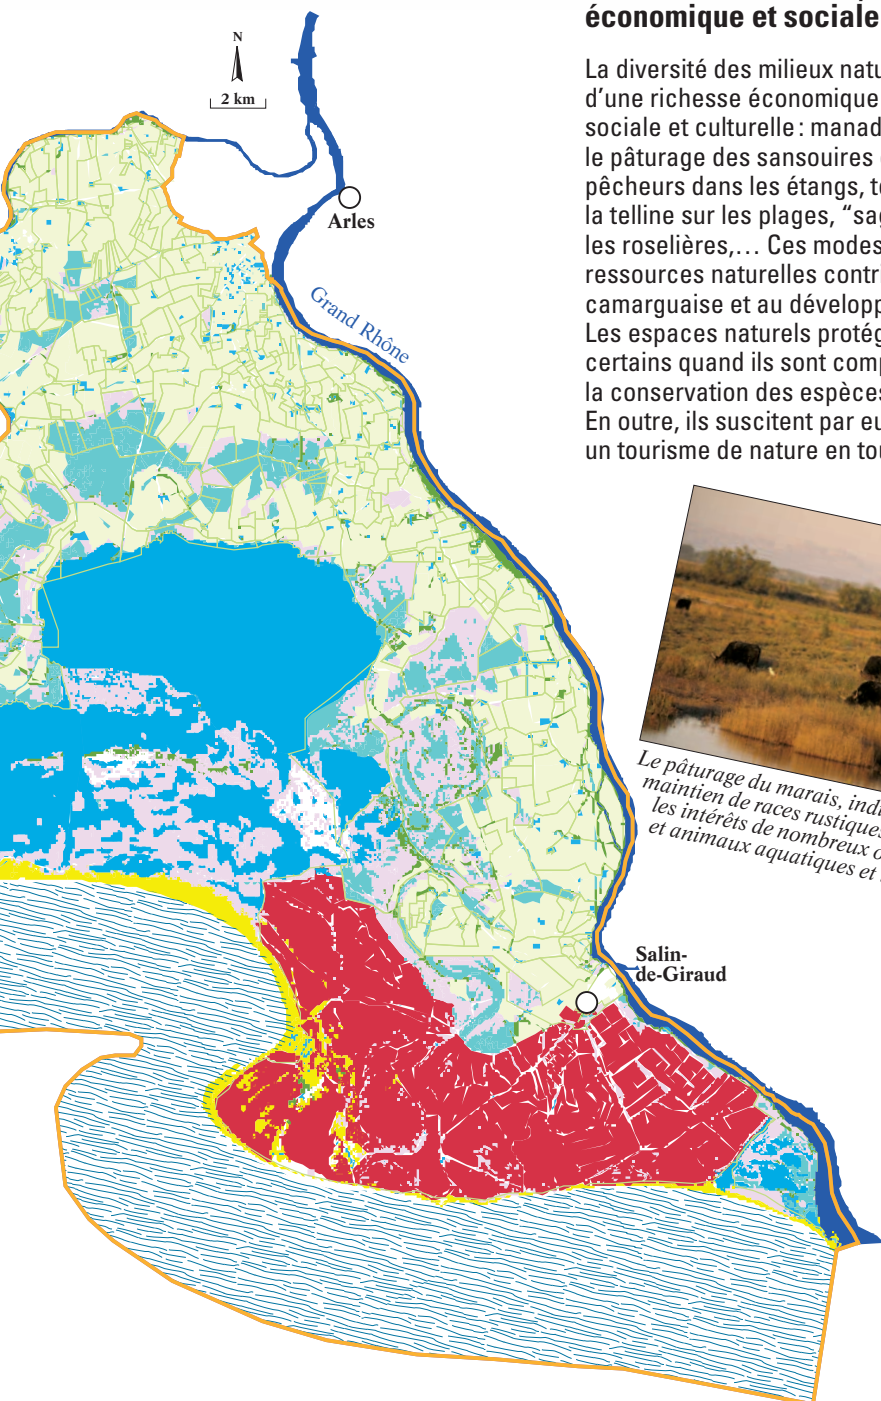 économique et sociale
La diversité des milieux natu
d’une richesse économique
sociale et culturelle : manad
le pâturage des sansouires
pêcheurs dans les étangs, te
la telline sur les plages, “sag
les roselières,… Ces modes
ressources naturelles contri
camarguaise et au développ
Les espaces naturels protég
certains quand ils sont comp
la conservation des espèces
En outre, ils suscitent par eu
un tourisme de nature en tou
N
2 km
Arles
Grand Rhône
Le pâturage du marais, indi
maintien de races rustiques
les intérêts de nombreux o
et animaux aquatiques et
Salin-
de-Giraud